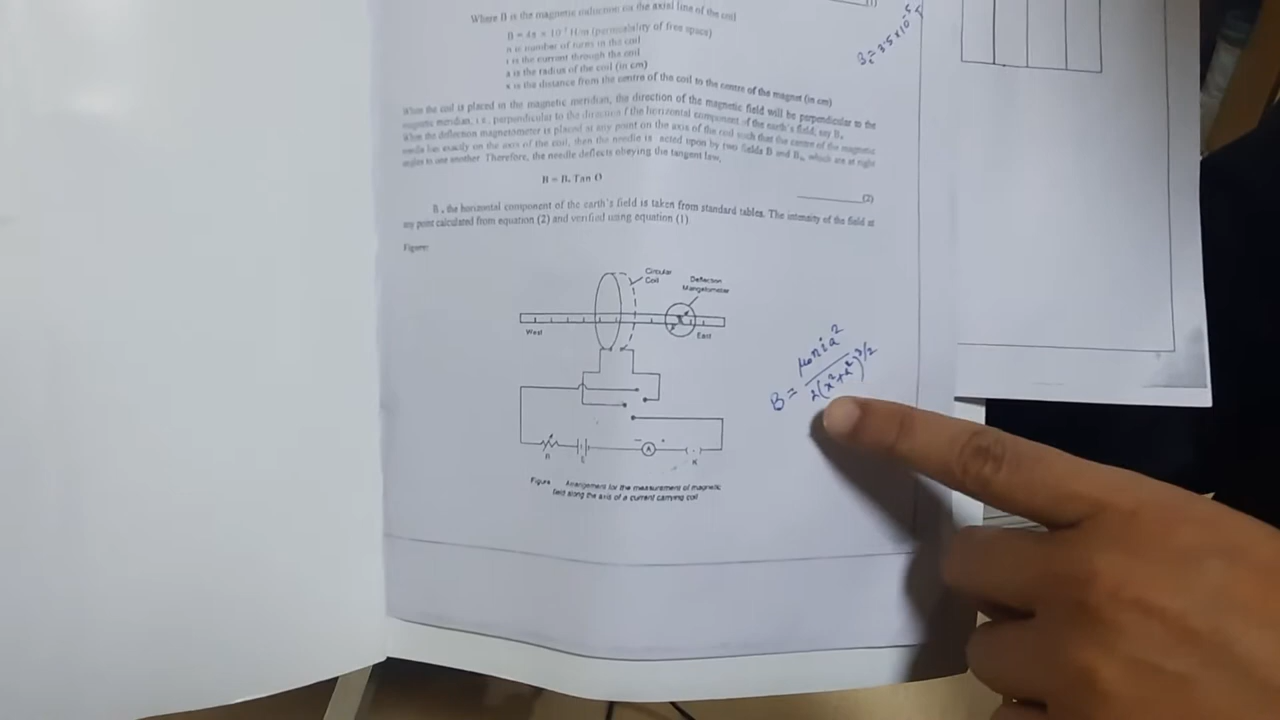 Where B is the magnetic induction on the axial line of the coil
(1)
B = 4π × 10⁻⁷ H/m (permeability of free space)
n is number of turns in the coil
i is the current through the coil
a is the radius of the coil (in cm)
x is the distance from the centre of the coil to the centre of the magnet (in cm)
When the coil is placed in the magnetic meridian, the direction of the magnetic field will be perpendicular to the
magnetic meridian, i.e., perpendicular to the direction f the horizontal component of the earth's field, say Bₑ
When the deflection magnetometer is placed at any point on the axis of the coil such that the centre of the magnetic
needle lies exactly on the axis of the coil, then the needle is acted upon by two fields B and Bₑ, which are at right
angles to one another. Therefore, the needle deflects obeying the tangent law,
B = Bₑ Tan O
(2)
Bₑ the horizontal component of the earth's field is taken from standard tables. The intensity of the field at
any point calculated from equation (2) and verified using equation (1)
Figure:
Circular
Coil
Deflection
Mangetometer
West
East
R
E
− A +
K
Figure Arrangement for the measurement of magnetic
field along the axis of a current carrying coil
B = μ₀nia² / 2(x²+a²)^3/2